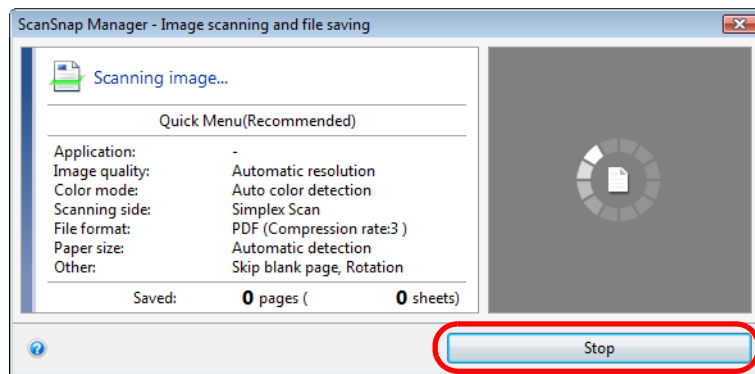 ScanSnap Manager - Image scanning and file saving
Scanning image...
Quick Menu(Recommended)
Application: -
Image quality: Automatic resolution
Color mode: Auto color detection
Scanning side: Simplex Scan
File format: PDF (Compression rate:3 )
Paper size: Automatic detection
Other: Skip blank page, Rotation
Saved: 0 pages ( 0 sheets)
? Stop